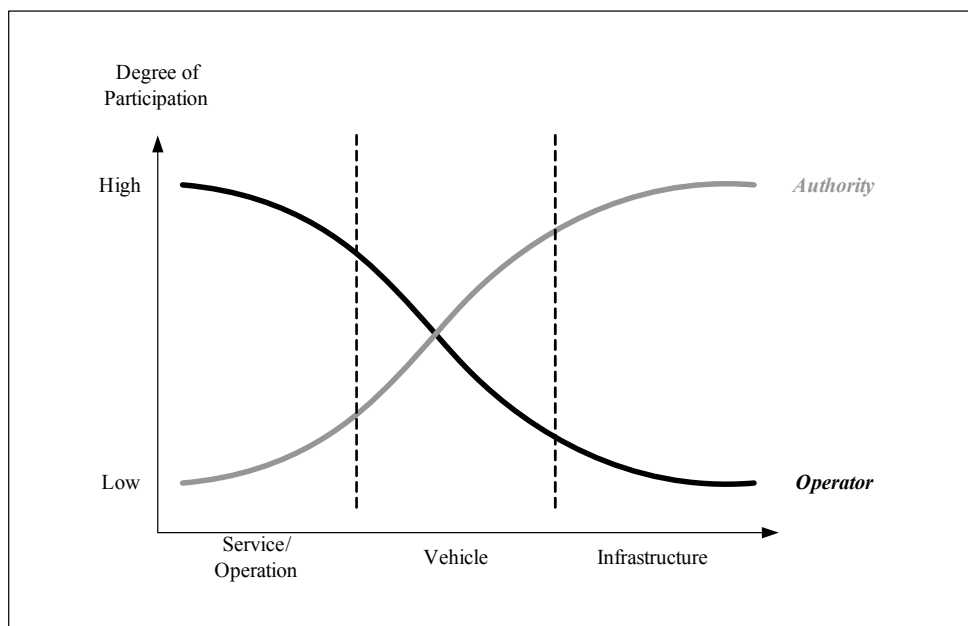 Degree of
Participation
High
Authority
Low
Operator
Service/
Operation
Vehicle
Infrastructure